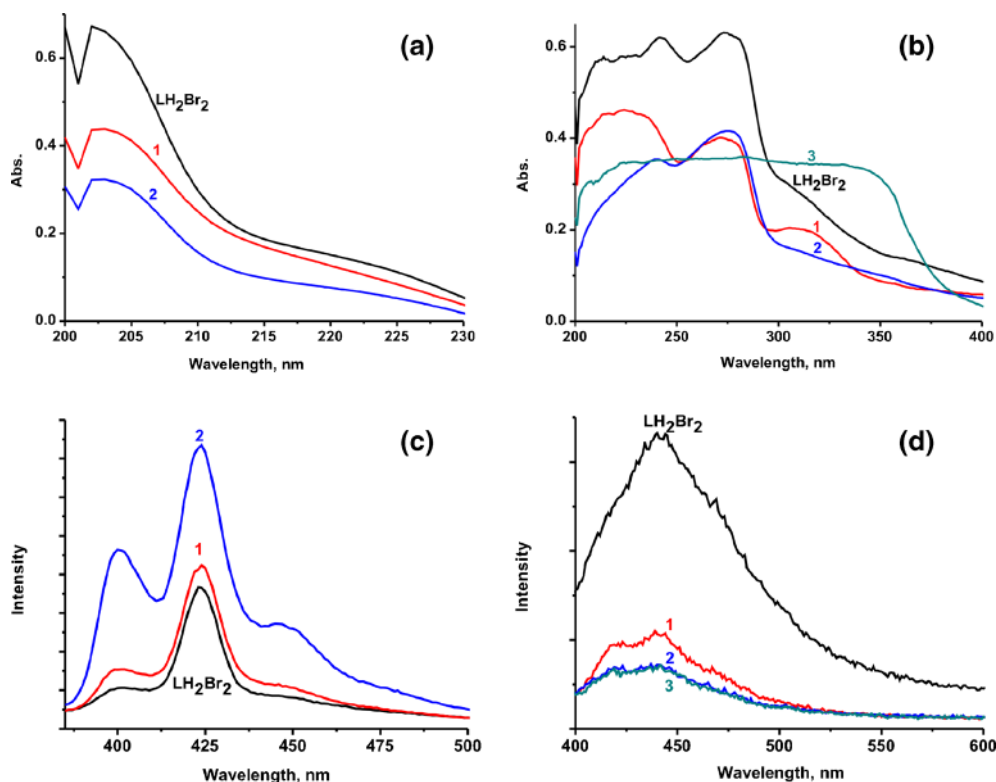 (a)
0.6
0.4
0.2
0.0
Abs.
LH₂Br₂
1
2
200 205 210 215 220 225 230
Wavelength, nm
(b)
0.6
0.4
0.2
0.0
Abs.
LH₂Br₂
3
1
2
200 250 300 350 400
Wavelength, nm
(c)
Intensity
2
1
LH₂Br₂
400 425 450 475 500
Wavelength, nm
(d)
Intensity
LH₂Br₂
1
2
3
400 450 500 550 600
Wavelength, nm